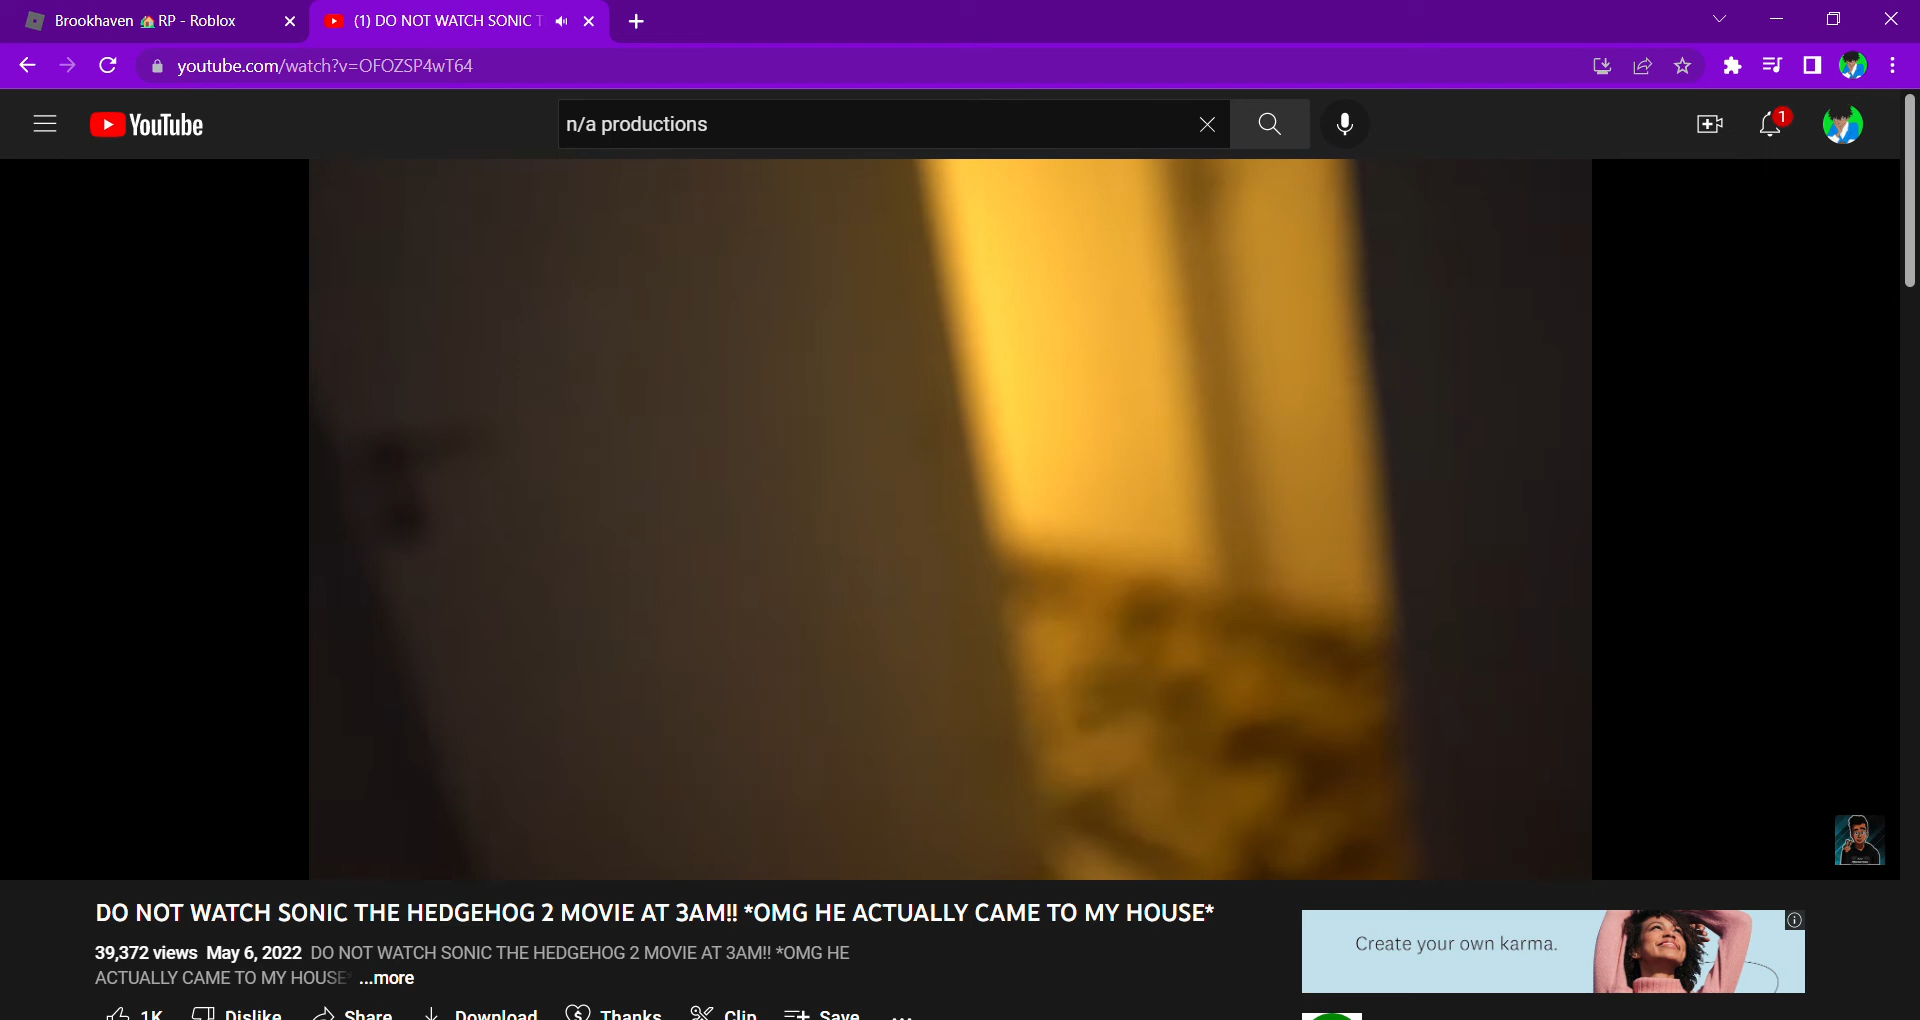 Brookhaven 🏠RP - Roblox
(1) DO NOT WATCH SONIC T
youtube.com/watch?v=OFOZSP4wT64
YouTube
n/a productions
1
DO NOT WATCH SONIC THE HEDGEHOG 2 MOVIE AT 3AM!! *OMG HE ACTUALLY CAME TO MY HOUSE*
39,372 views May 6, 2022 DO NOT WATCH SONIC THE HEDGEHOG 2 MOVIE AT 3AM!! *OMG HE
ACTUALLY CAME TO MY HOUSE* ...more
Create your own karma.
1K Dislike Share Download Thanks Clip Save ...